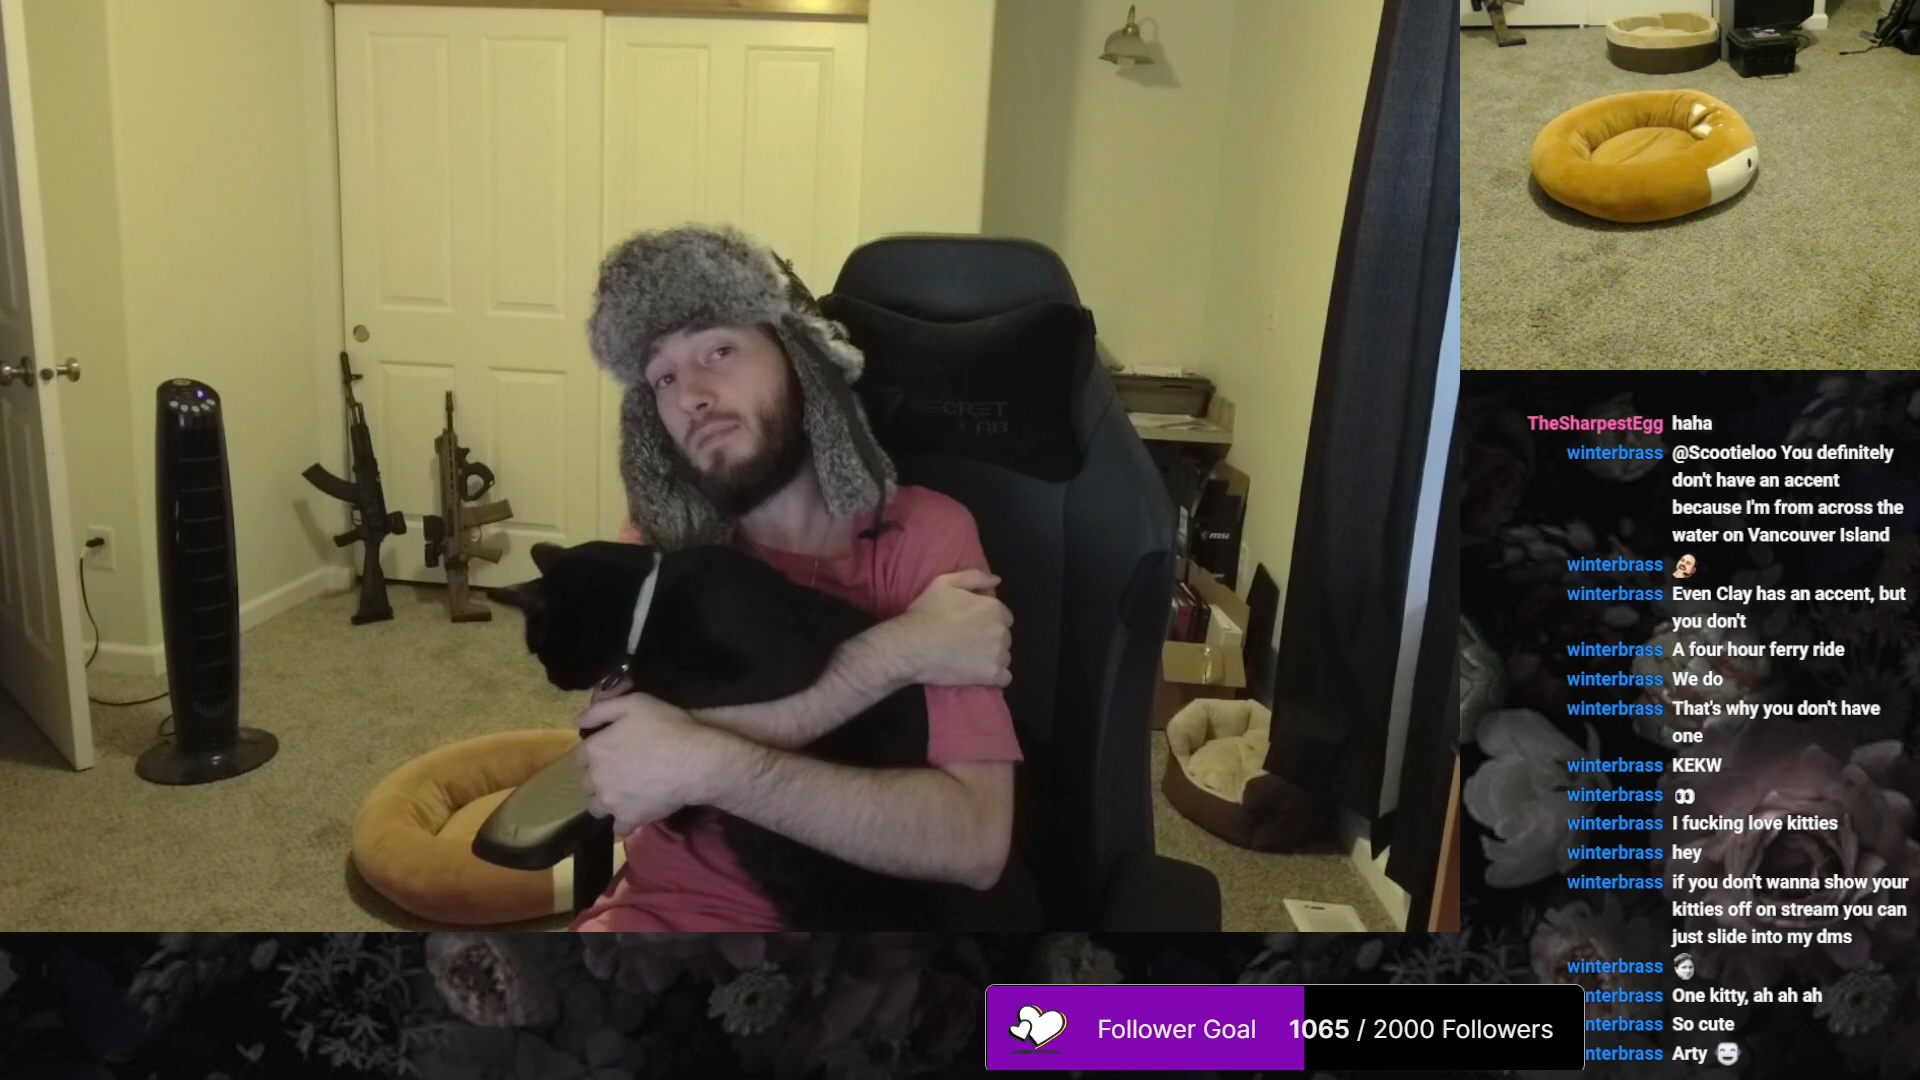 SECRET
LAB
msi
TheSharpestEgg haha
winterbrass @Scootieloo You definitely
don't have an accent
because I'm from across the
water on Vancouver Island
winterbrass
winterbrass Even Clay has an accent, but
you don't
winterbrass A four hour ferry ride
winterbrass We do
winterbrass That's why you don't have
one
winterbrass KEKW
winterbrass
winterbrass I fucking love kitties
winterbrass hey
winterbrass if you don't wanna show your
kitties off on stream you can
just slide into my dms
winterbrass
nterbrass One kitty, ah ah ah
nterbrass So cute
nterbrass Arty
Follower Goal 1065 / 2000 Followers